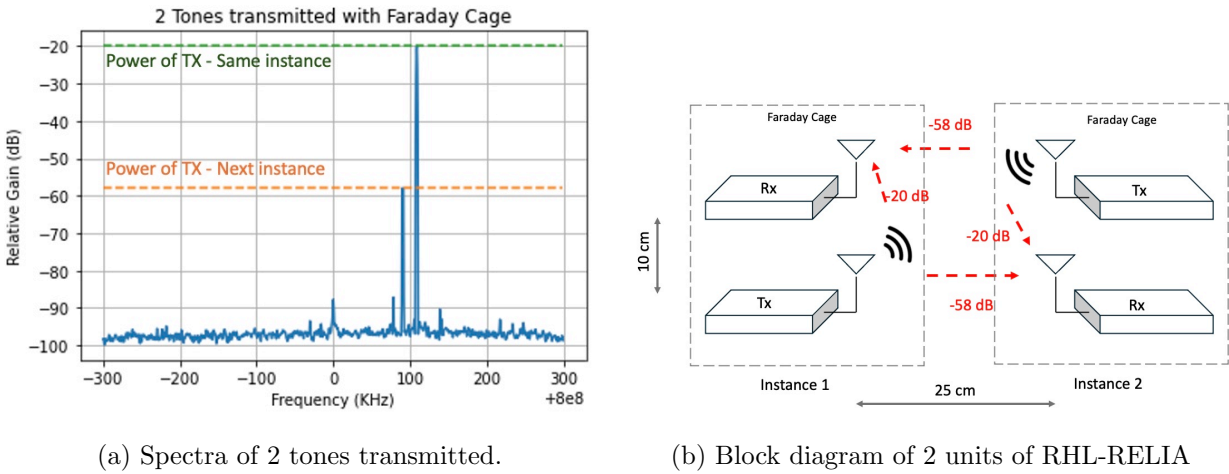 2 Tones transmitted with Faraday Cage
Relative Gain (dB)
−20
−30
−40
−50
−60
−70
−80
−90
−100
Power of TX - Same instance
Power of TX - Next instance
−300
−200
−100
0
100
200
300
+8e8
Frequency (KHz)
(a) Spectra of 2 tones transmitted.
Faraday Cage
Rx
Tx
Instance 1
-58 dB
-20 dB
10 cm
Faraday Cage
Tx
Rx
Instance 2
-20 dB
-58 dB
25 cm
(b) Block diagram of 2 units of RHL-RELIA